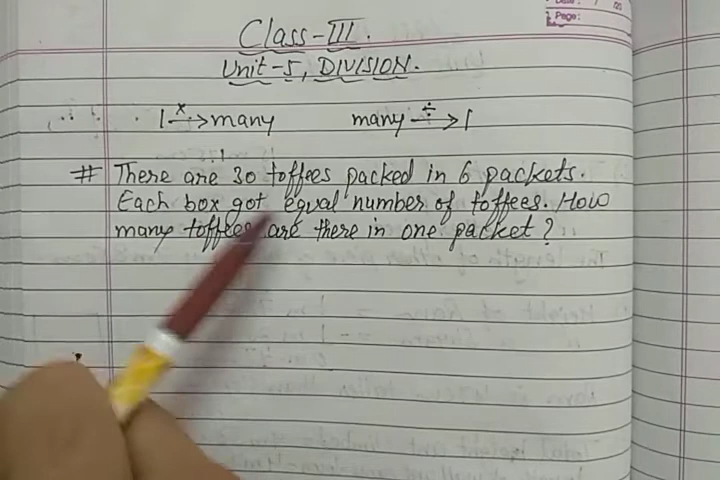 Page:
Class-III.
Unit-5, DIVISION.
1 x→ many many ÷→ 1
# There are 30 toffees packed in 6 packets.
Each box got equal number of toffees. How
many toffees are there in one packet?